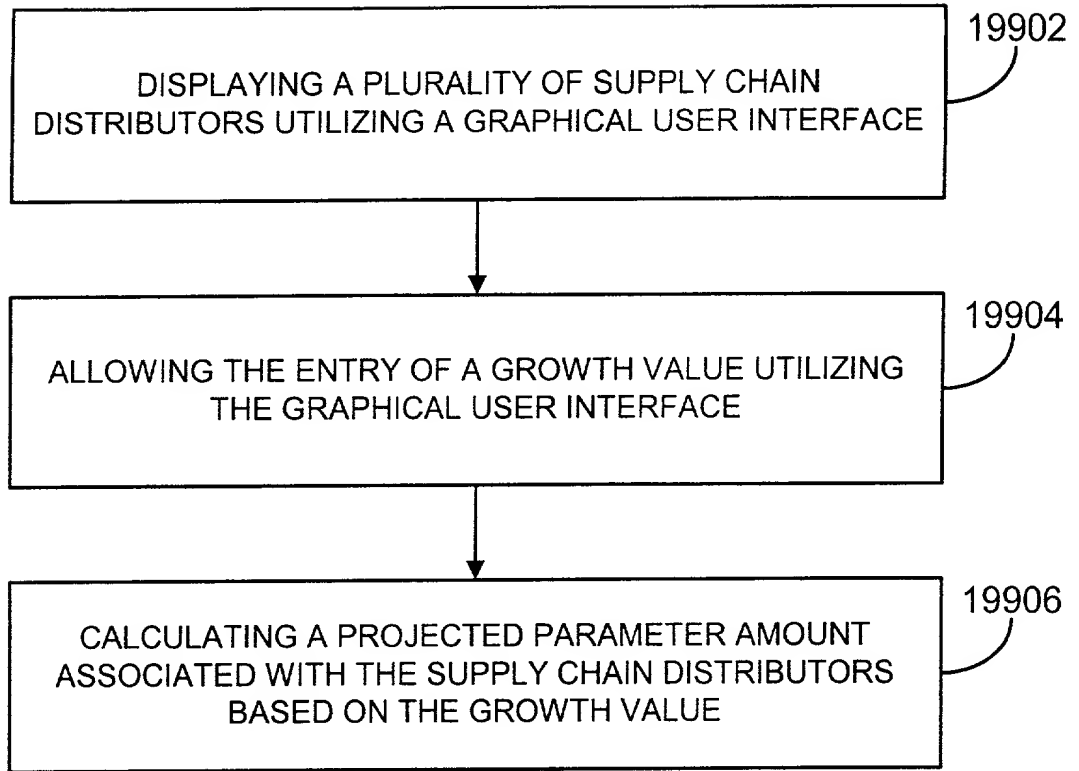 19902
DISPLAYING A PLURALITY OF SUPPLY CHAIN
DISTRIBUTORS UTILIZING A GRAPHICAL USER INTERFACE
19904
ALLOWING THE ENTRY OF A GROWTH VALUE UTILIZING
THE GRAPHICAL USER INTERFACE
19906
CALCULATING A PROJECTED PARAMETER AMOUNT
ASSOCIATED WITH THE SUPPLY CHAIN DISTRIBUTORS
BASED ON THE GROWTH VALUE